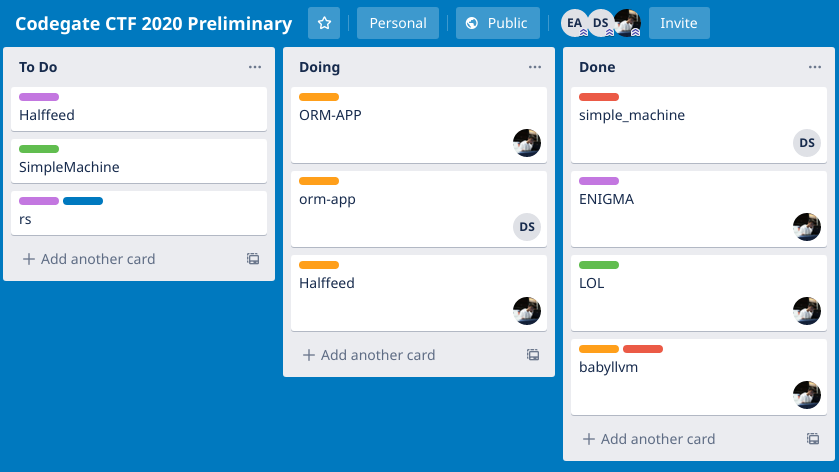 Codegate CTF 2020 Preliminary Personal Public EA DS Invite
To Do
Halffeed
SimpleMachine
rs
Add another card
Doing
ORM-APP
orm-app
DS
Halffeed
Add another card
Done
simple_machine
DS
ENIGMA
LOL
babyllvm
Add another card